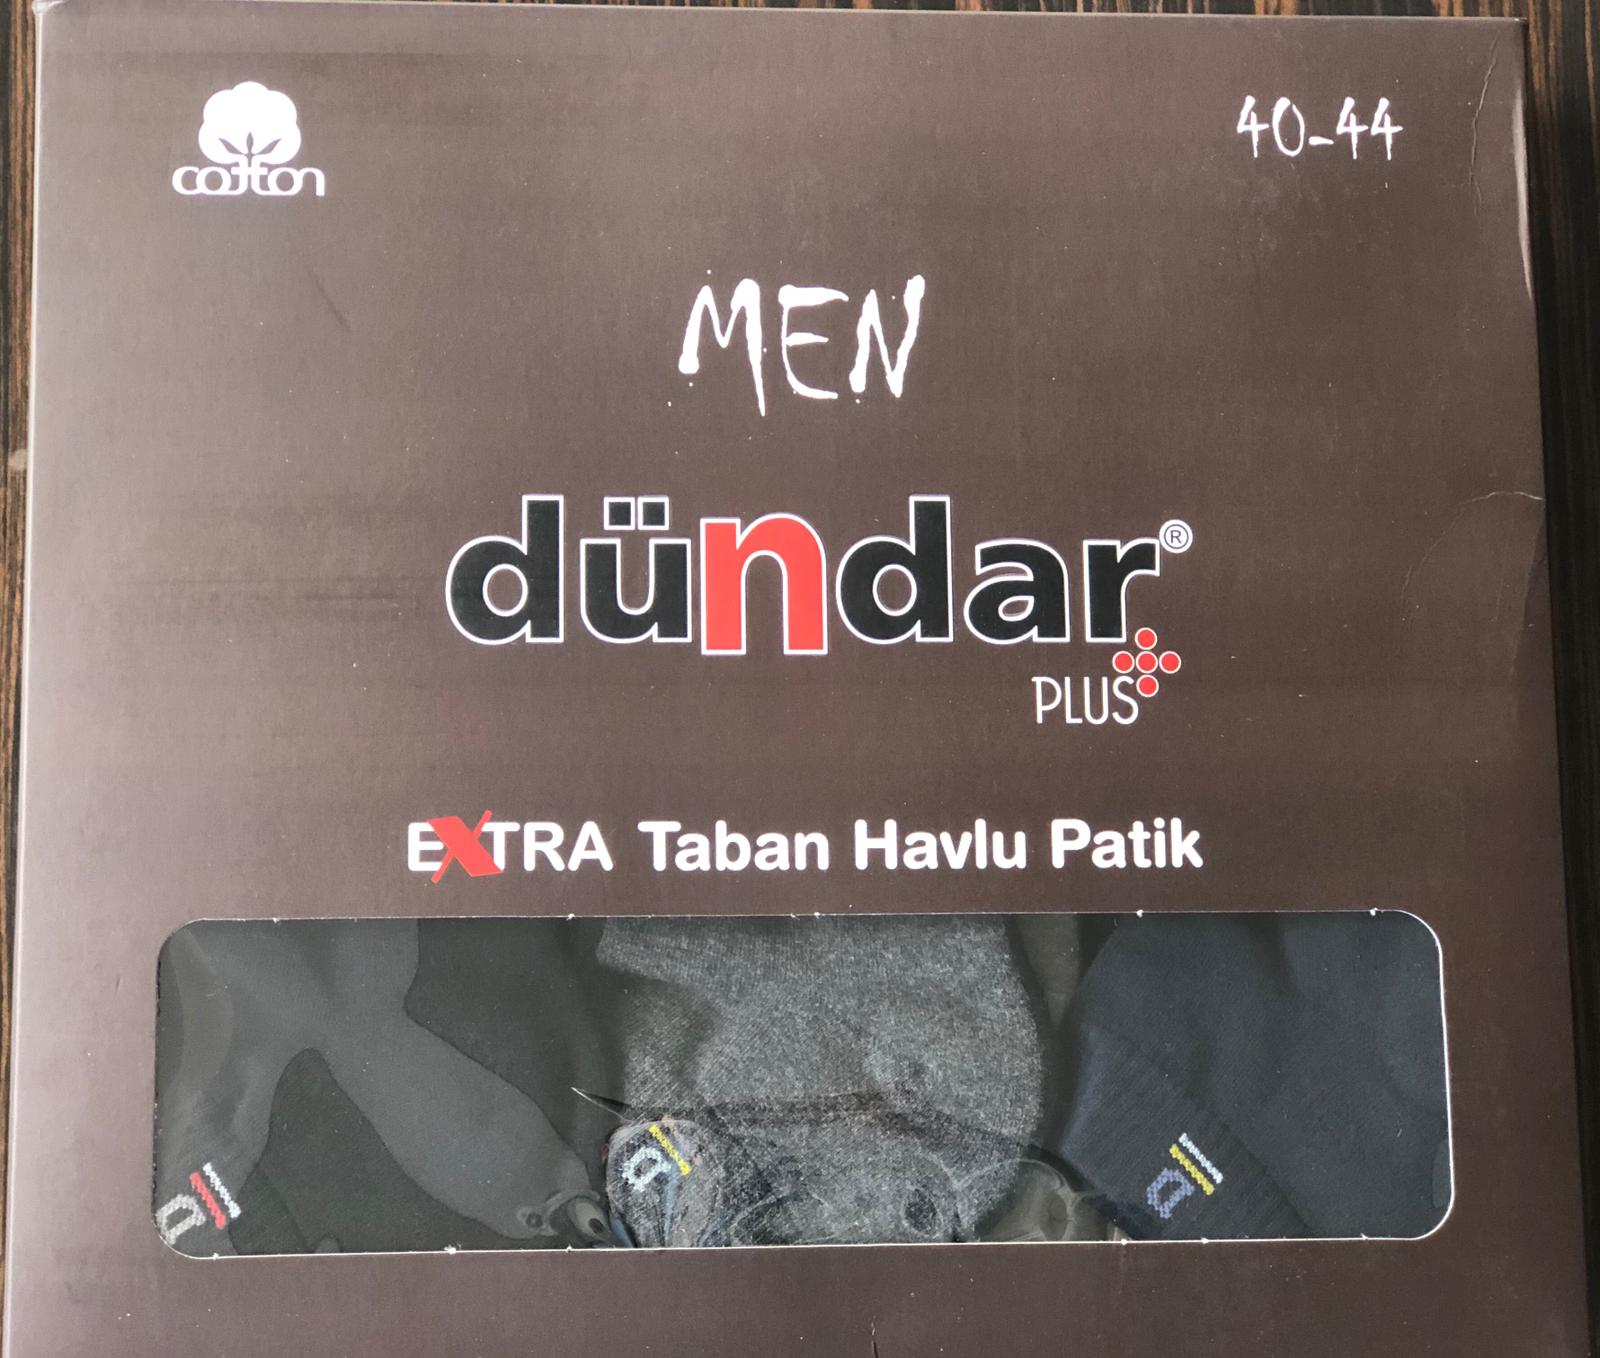 cotton
40-44
MEN
dündar®
PLUS
EXTRA Taban Havlu Patik
D
D
D